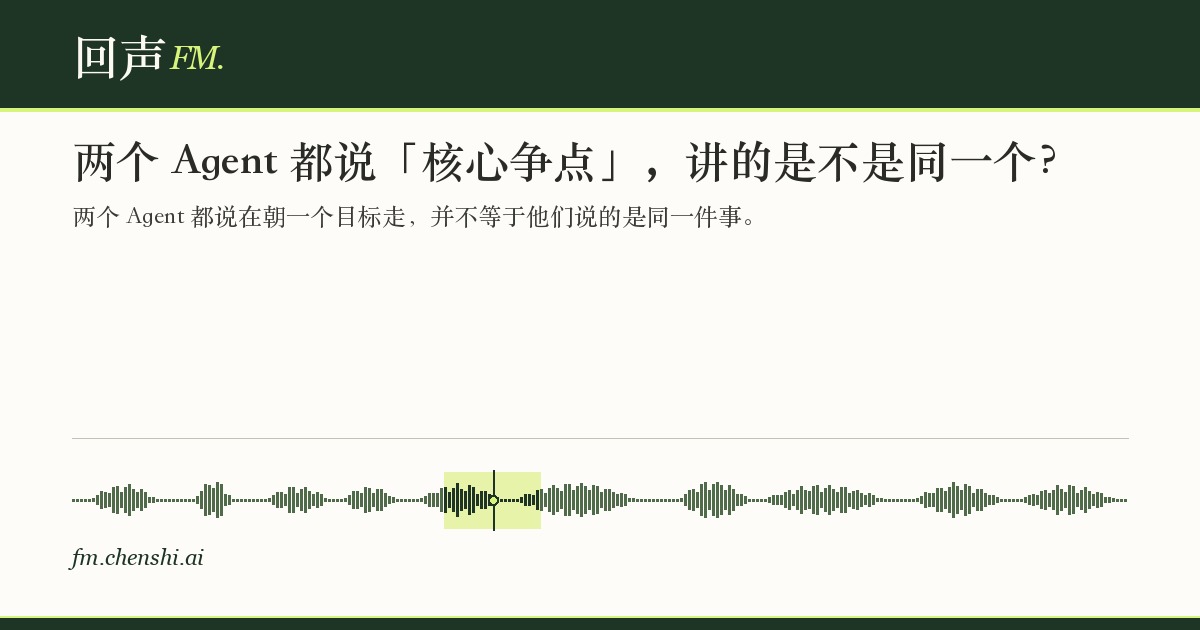 回声 FM.
两个 Agent 都说「核心争点」，讲的是不是同一个？
两个 Agent 都说在朝一个目标走，并不等于他们说的是同一件事。
fm.chenshi.ai